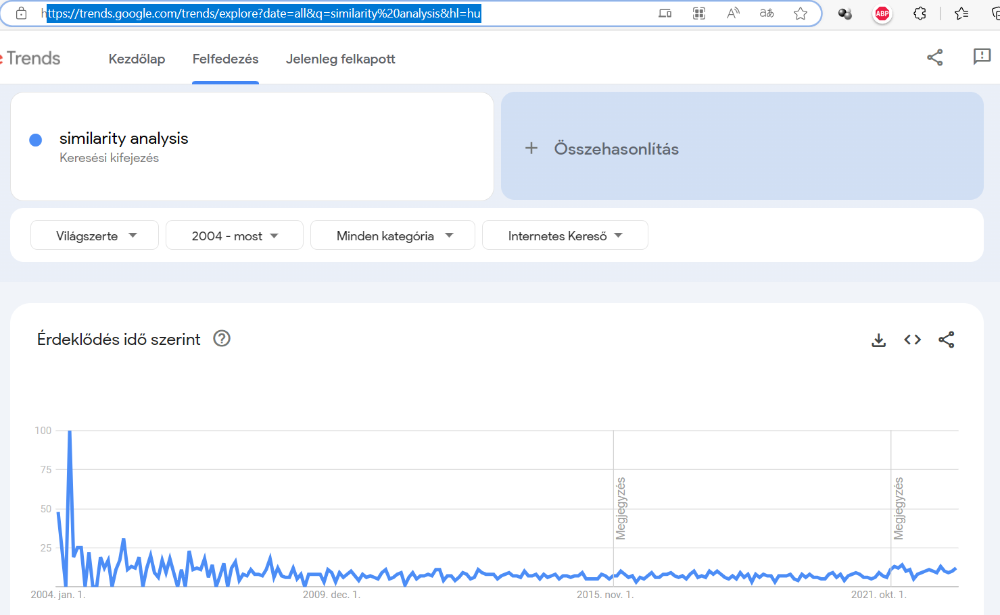 https://trends.google.com/trends/explore?date=all&q=similarity%20analysis&hl=hu
ABP
Trends
Kezdőlap
Felfedezés
Jelenleg felkapott
similarity analysis
Keresési kifejezés
+ Összehasonlítás
Világszerte
2004 - most
Minden kategória
Internetes Kereső
Érdeklődés idő szerint
100
75
50
25
Megjegyzés
Megjegyzés
2004. jan. 1.
2009. dec. 1.
2015. nov. 1.
2021. okt. 1.